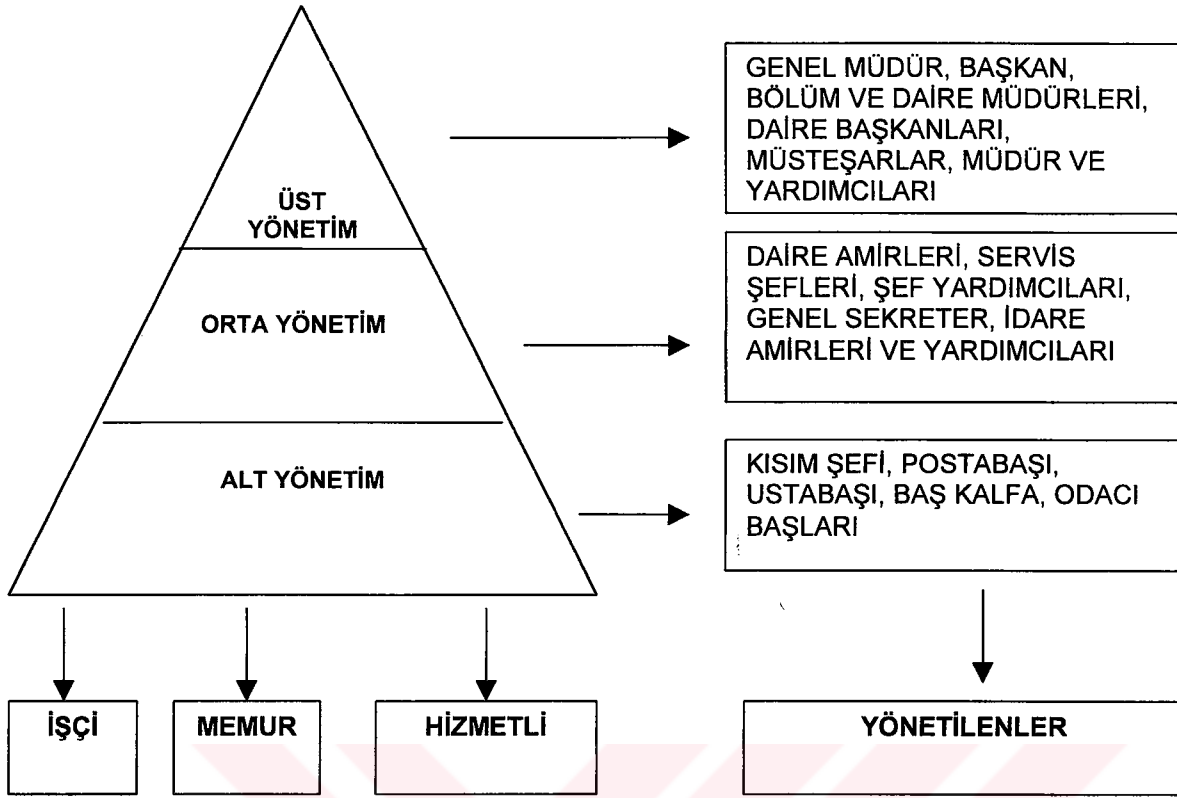 ÜST
YÖNETİM
GENEL MÜDÜR, BAŞKAN,
BÖLÜM VE DAİRE MÜDÜRLERİ,
DAİRE BAŞKANLARI,
MÜSTEŞARLAR, MÜDÜR VE
YARDIMCILARI
ORTA YÖNETİM
DAİRE AMİRLERİ, SERVİS
ŞEFLERİ, ŞEF YARDIMCILARI,
GENEL SEKRETER, İDARE
AMİRLERİ VE YARDIMCILARI
ALT YÖNETİM
KISIM ŞEFİ, POSTABAŞI,
USTABAŞI, BAŞ KALFA, ODACI
BAŞLARI
İŞÇİ
MEMUR
HİZMETLİ
YÖNETİLENLER